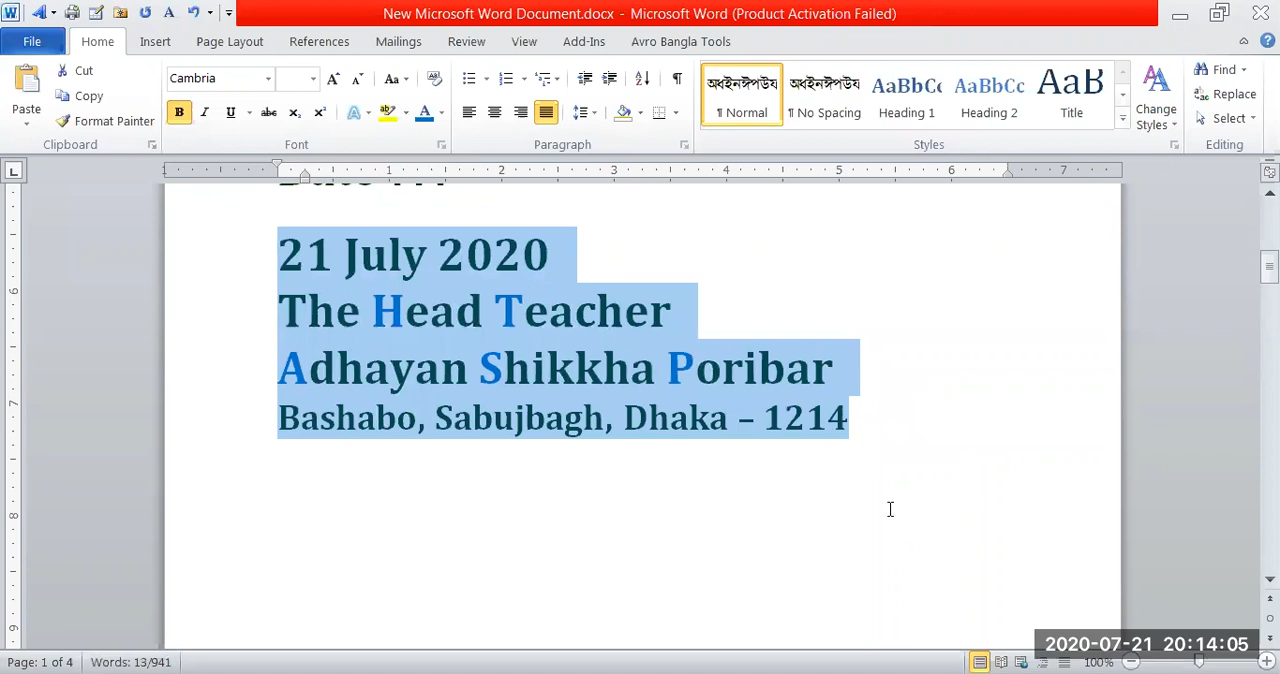 New Microsoft Word Document.docx - Microsoft Word (Product Activation Failed)
File Home Insert Page Layout References Mailings Review View Add-Ins Avro Bangla Tools
Paste
Cut
Copy
Format Painter
Clipboard
Cambria
Font
Paragraph
অধঈনঈপউয অধঈনঈপউয AaBbCc AaBbCc AaB
¶ Normal ¶ No Spacing Heading 1 Heading 2 Title
Change Styles
Styles
Find
Replace
Select
Editing
21 July 2020
The Head Teacher
Adhayan Shikkha Poribar
Bashabo, Sabujbagh, Dhaka – 1214
2020-07-21 20:14:05
Page: 1 of 4 Words: 13/941 100%